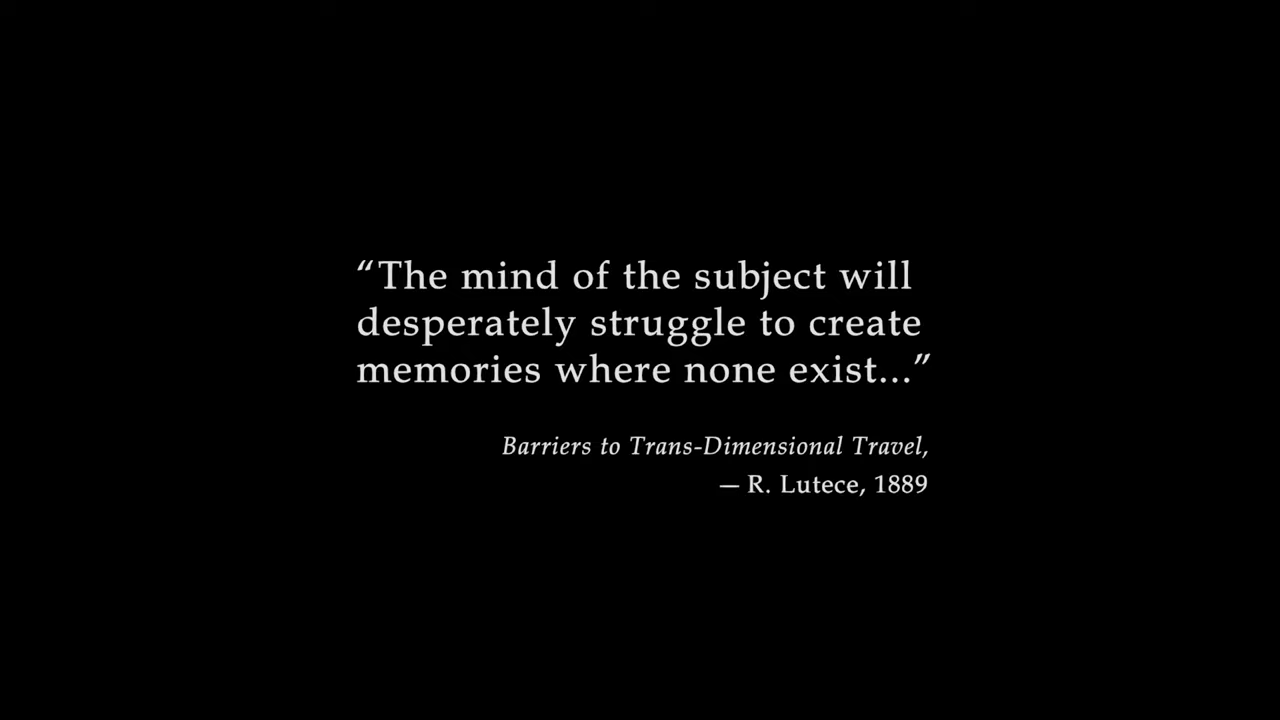 “The mind of the subject will
desperately struggle to create
memories where none exist...”
Barriers to Trans-Dimensional Travel,
— R. Lutece, 1889